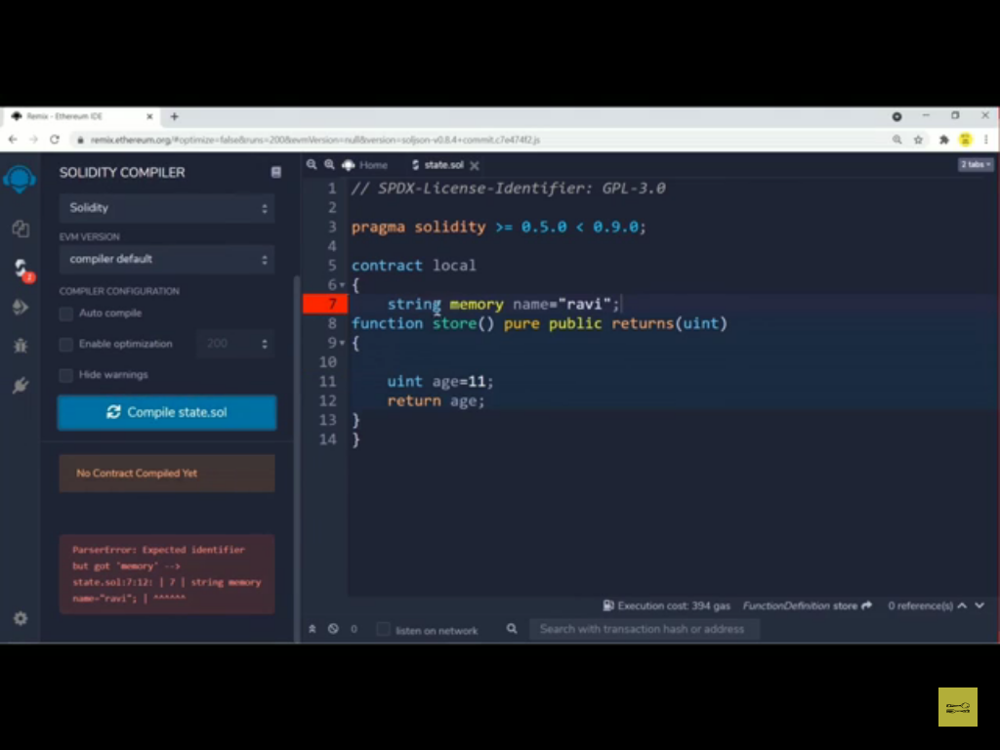 Remix - Ethereum IDE
remix.ethereum.org/#optimize=false&runs=200&evmVersion=null&version=soljson-v0.8.4+commit.c7e474f2.js
SOLIDITY COMPILER
Home
state.sol
2 tabs
Solidity
EVM VERSION
compiler default
COMPILER CONFIGURATION
Auto compile
Enable optimization
200
Hide warnings
Compile state.sol
No Contract Compiled Yet
ParserError: Expected identifier
but got 'memory' -->
state.sol:7:12: | 7 | string memory
name="ravi"; | ^^^^^^
2
1 // SPDX-License-Identifier: GPL-3.0
2
3 pragma solidity >= 0.5.0 < 0.9.0;
4
5 contract local
6 {
7 string memory name="ravi";
8 function store() pure public returns(uint)
9 {
10
11 uint age=11;
12 return age;
13 }
14 }
Execution cost: 394 gas FunctionDefinition store 0 reference(s)
0 listen on network Search with transaction hash or address